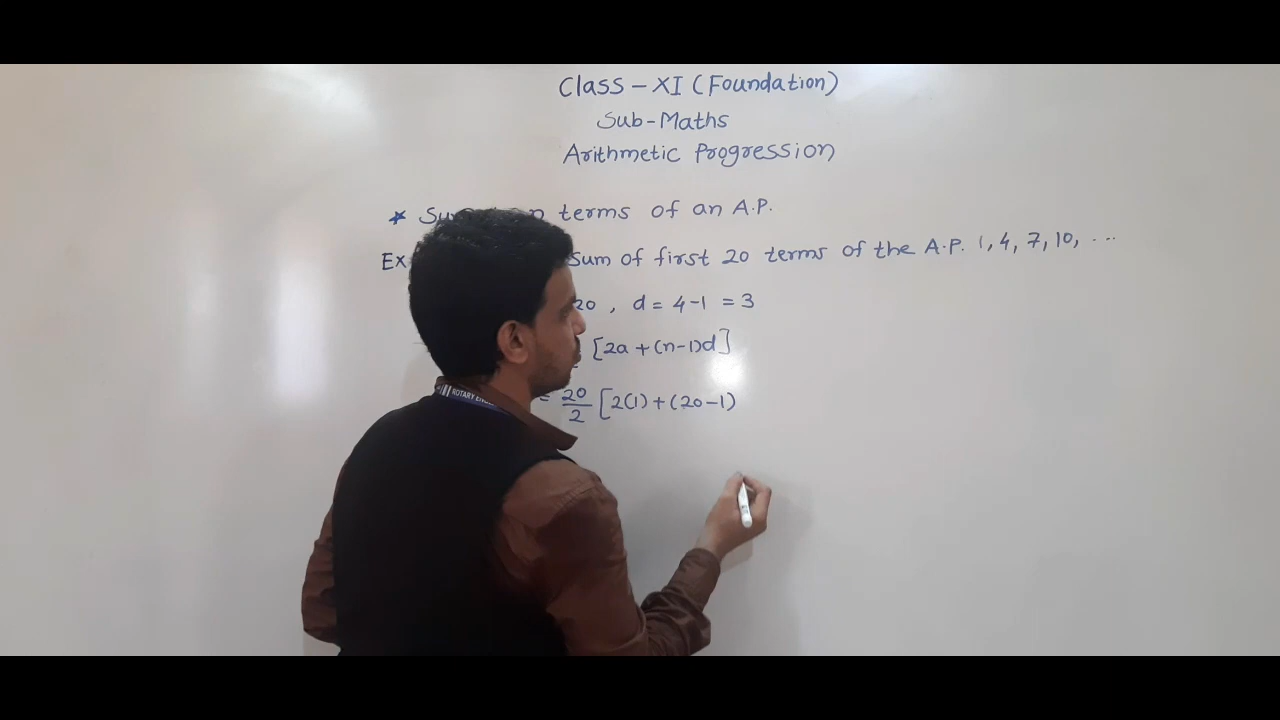 Class - XI (Foundation)
Sub-Maths
Arithmetic Progression
* Su n terms of an A.P.
Ex sum of first 20 terms of the A.P. 1, 4, 7, 10, ...
20 , d = 4-1 = 3
[2a + (n-1)d]
= 20/2 [2(1) + (20-1)
ROTARY